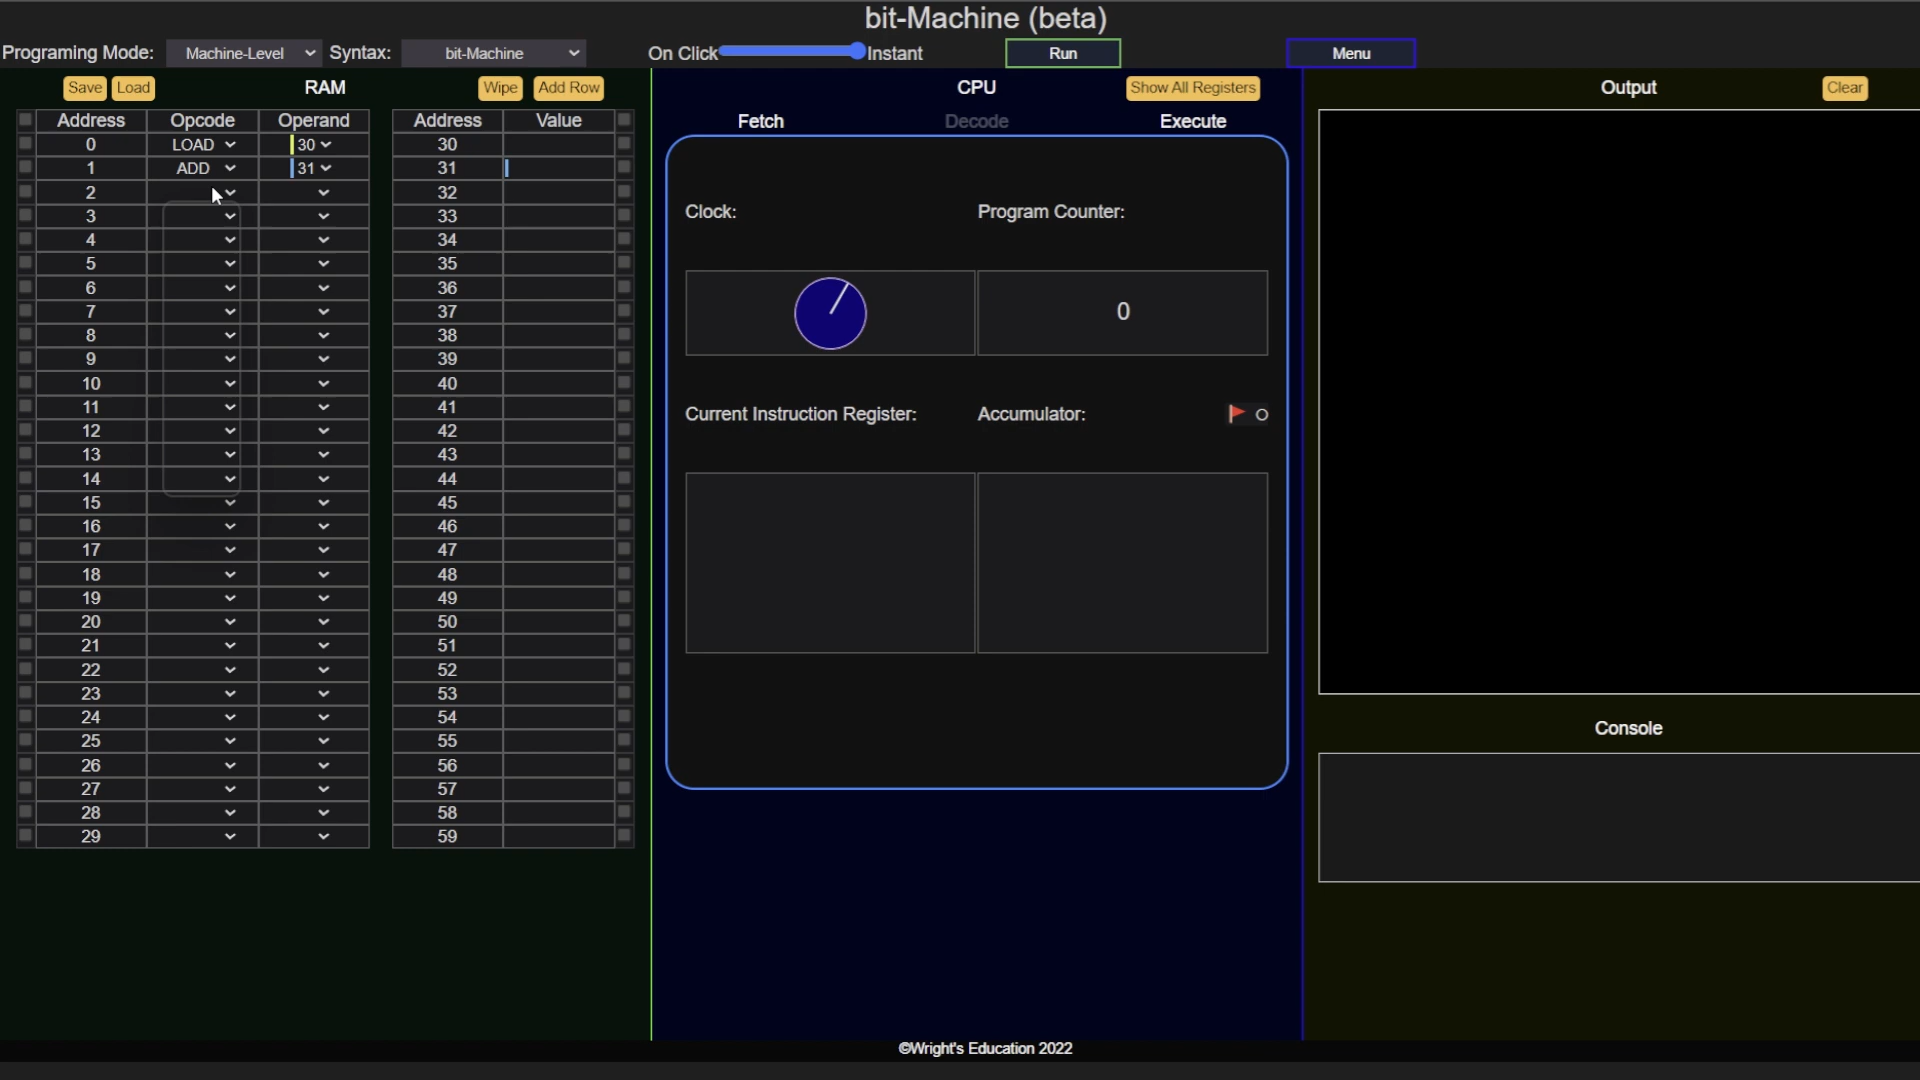 bit-Machine (beta)
Programing Mode: Machine-Level Syntax: bit-Machine On Click Instant Run Menu
Save Load RAM Wipe Add Row CPU Show All Registers Output Clear
Address Opcode Operand Address Value Fetch Decode Execute
0 LOAD 30 30
1 ADD 31 31
2 32
3 33
4 34
5 35
6 36
7 37
8 38
9 39
10 40
11 41
12 42
13 43
14 44
15 45
16 46
17 47
18 48
19 49
20 50
21 51
22 52
23 53
24 54
25 55
26 56
27 57
28 58
29 59
Clock: Program Counter:
0
Current Instruction Register: Accumulator:
Console
©Wright's Education 2022